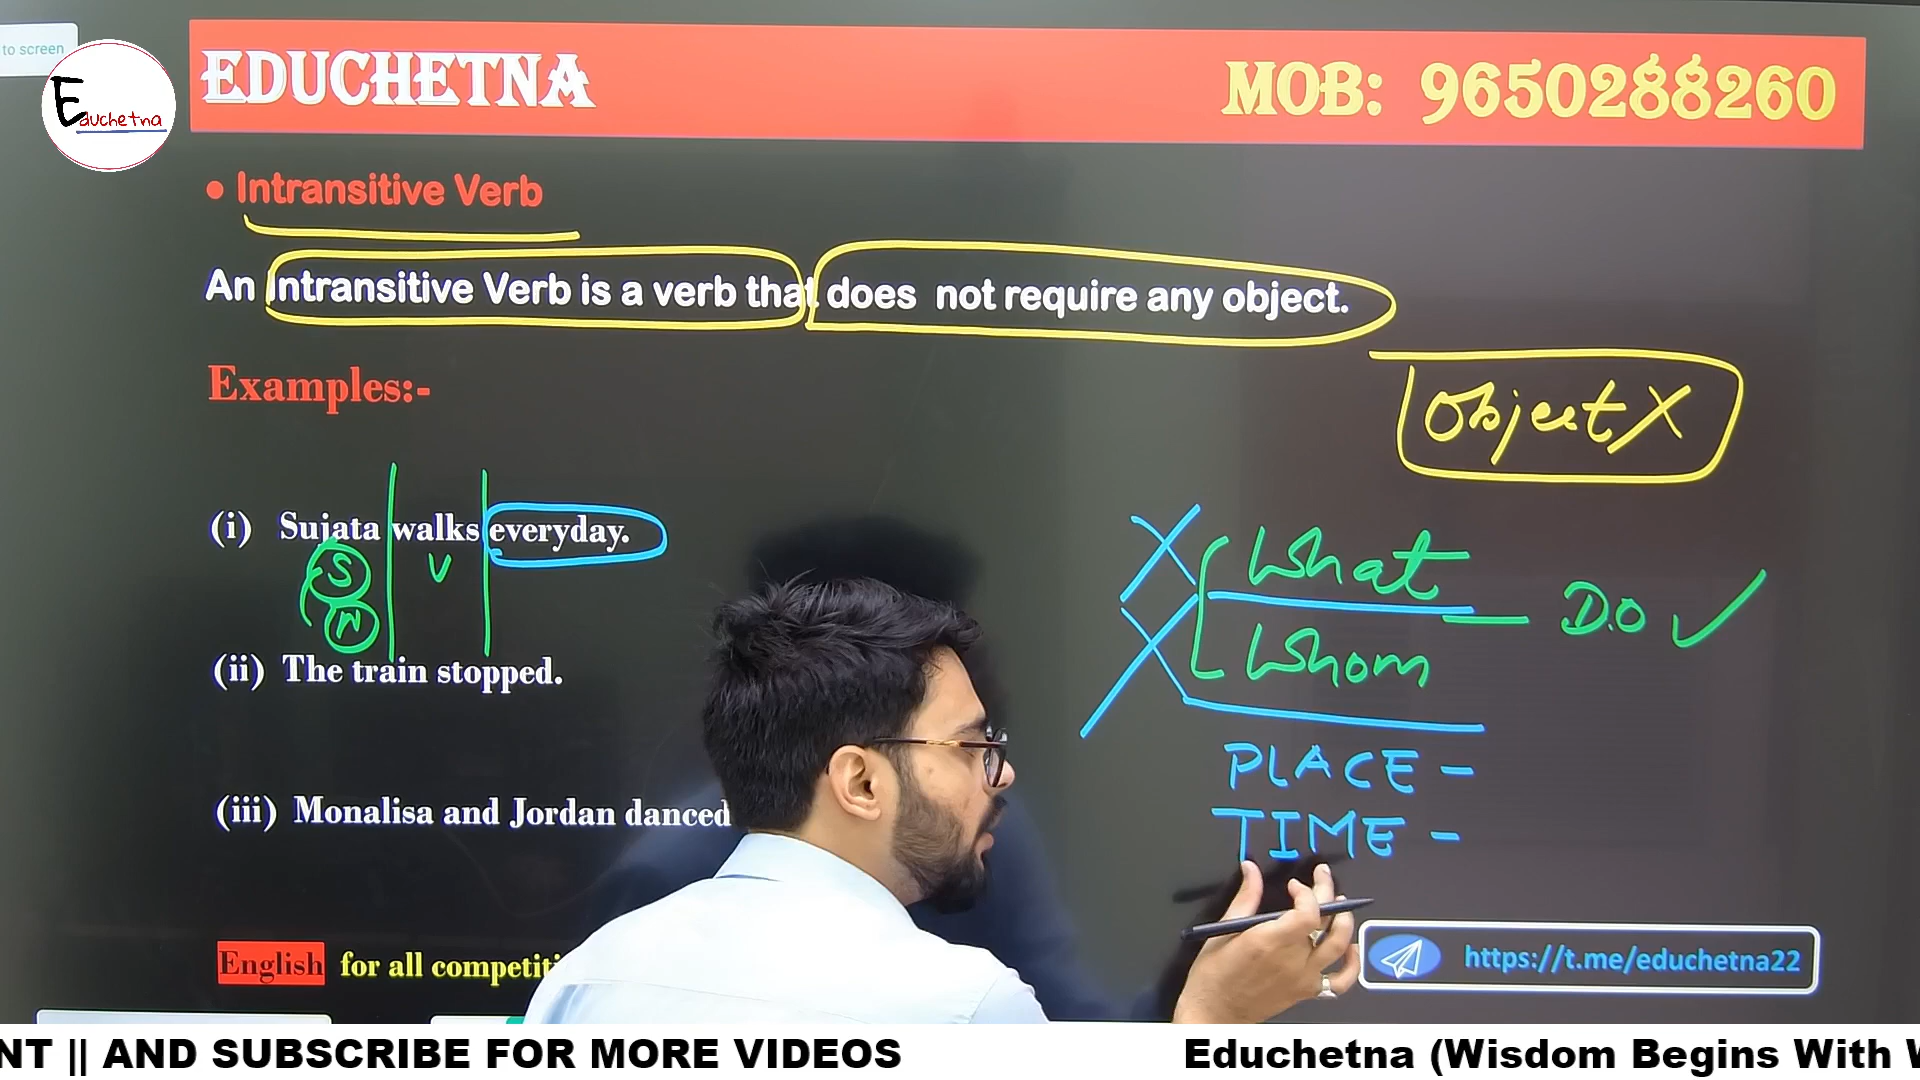 to screen
Educhetna
EDUCHETNA
MOB: 9650288260
• Intransitive Verb
An Intransitive Verb is a verb that does not require any object.
Object X
Examples:-
(i) Sujata walks everyday.
S
V
N
What
Whom
D.O ✓
(ii) The train stopped.
PLACE -
TIME -
(iii) Monalisa and Jordan danced
English for all competiti
https://t.me/educhetna22
NT || AND SUBSCRIBE FOR MORE VIDEOS
Educhetna (Wisdom Begins With W